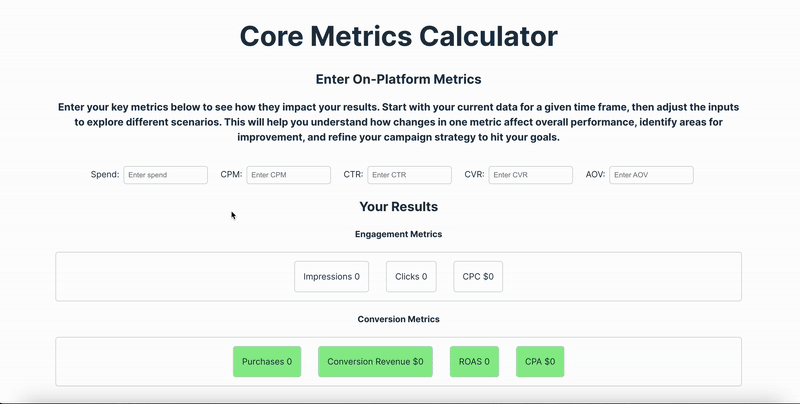 Core Metrics Calculator
Enter On-Platform Metrics
Enter your key metrics below to see how they impact your results. Start with your current data for a given time frame, then adjust the inputs
to explore different scenarios. This will help you understand how changes in one metric affect overall performance, identify areas for
improvement, and refine your campaign strategy to hit your goals.
Spend: Enter spend CPM: Enter CPM CTR: Enter CTR CVR: Enter CVR AOV: Enter AOV
Your Results
Engagement Metrics
Impressions 0 Clicks 0 CPC $0
Conversion Metrics
Purchases 0 Conversion Revenue $0 ROAS 0 CPA $0